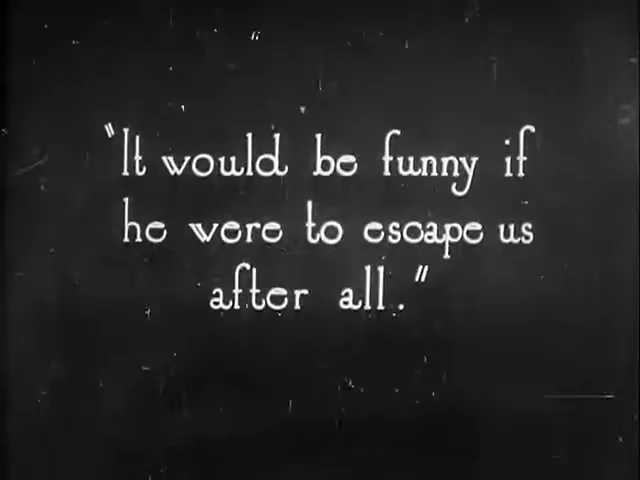 "It would be funny if
he were to escape us
after all."